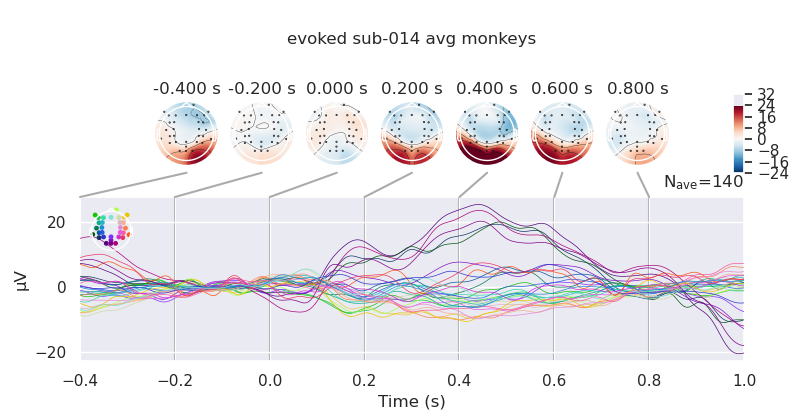 evoked sub-014 avg monkeys
-0.400 s -0.200 s 0.000 s 0.200 s 0.400 s 0.600 s 0.800 s
32
24
16
8
0
−8
−16
−24
Nave=140
20
0
−20
µV
−0.4 −0.2 0.0 0.2 0.4 0.6 0.8 1.0
Time (s)